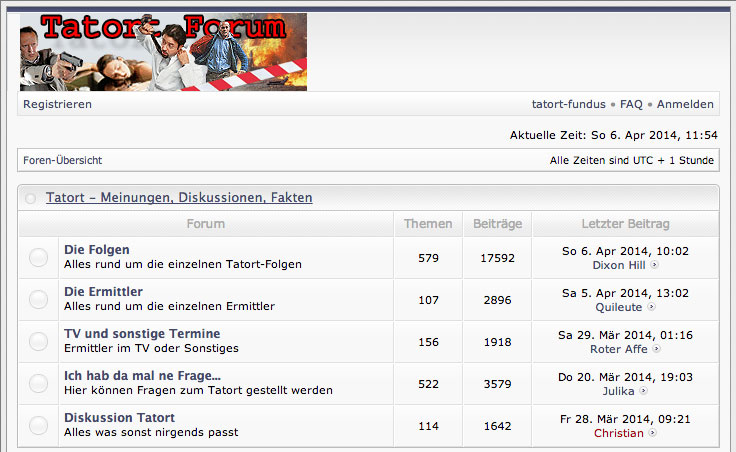 Tatort-Forum
Registrieren
tatort-fundus • FAQ • Anmelden
Aktuelle Zeit: So 6. Apr 2014, 11:54
Foren-Übersicht
Alle Zeiten sind UTC + 1 Stunde
Tatort - Meinungen, Diskussionen, Fakten
Forum Themen Beiträge Letzter Beitrag
Die Folgen
Alles rund um die einzelnen Tatort-Folgen
579 17592
So 6. Apr 2014, 10:02
Dixon Hill
Die Ermittler
Alles rund um die einzelnen Ermittler
107 2896
Sa 5. Apr 2014, 13:02
Quileute
TV und sonstige Termine
Ermittler im TV oder Sonstiges
156 1918
Sa 29. Mär 2014, 01:16
Roter Affe
Ich hab da mal ne Frage...
Hier können Fragen zum Tatort gestellt werden
522 3579
Do 20. Mär 2014, 19:03
Julika
Diskussion Tatort
Alles was sonst nirgends passt
114 1642
Fr 28. Mär 2014, 09:21
Christian